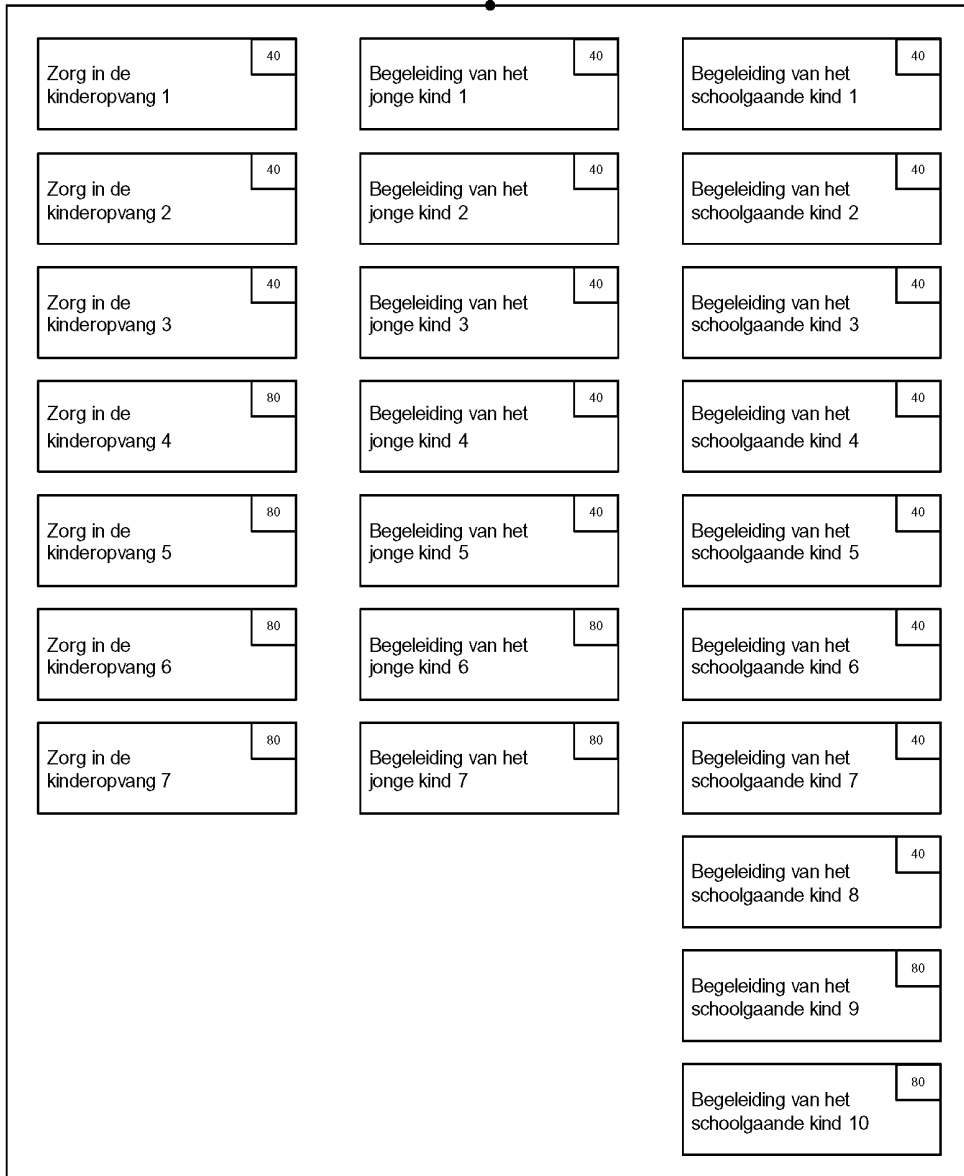 Zorg in de
kinderopvang 1
40
Begeleiding van het
jonge kind 1
40
Begeleiding van het
schoolgaande kind 1
40
Zorg in de
kinderopvang 2
40
Begeleiding van het
jonge kind 2
40
Begeleiding van het
schoolgaande kind 2
40
Zorg in de
kinderopvang 3
40
Begeleiding van het
jonge kind 3
40
Begeleiding van het
schoolgaande kind 3
40
Zorg in de
kinderopvang 4
80
Begeleiding van het
jonge kind 4
40
Begeleiding van het
schoolgaande kind 4
40
Zorg in de
kinderopvang 5
80
Begeleiding van het
jonge kind 5
40
Begeleiding van het
schoolgaande kind 5
40
Zorg in de
kinderopvang 6
80
Begeleiding van het
jonge kind 6
80
Begeleiding van het
schoolgaande kind 6
40
Zorg in de
kinderopvang 7
80
Begeleiding van het
jonge kind 7
80
Begeleiding van het
schoolgaande kind 7
40
Begeleiding van het
schoolgaande kind 8
40
Begeleiding van het
schoolgaande kind 9
80
Begeleiding van het
schoolgaande kind 10
80